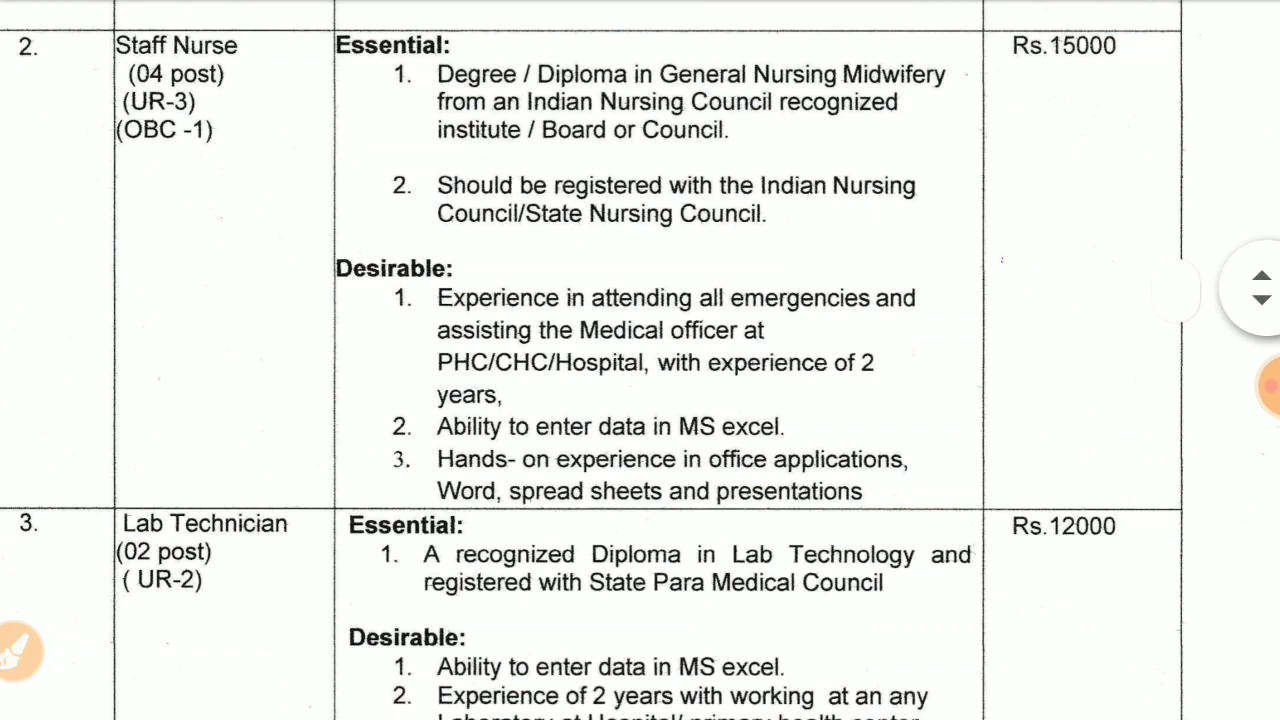 2.
Staff Nurse
(04 post)
(UR-3)
(OBC -1)
Essential:
1. Degree / Diploma in General Nursing Midwifery
from an Indian Nursing Council recognized
institute / Board or Council.
2. Should be registered with the Indian Nursing
Council/State Nursing Council.
Desirable:
1. Experience in attending all emergencies and
assisting the Medical officer at
PHC/CHC/Hospital, with experience of 2
years,
2. Ability to enter data in MS excel.
3. Hands- on experience in office applications,
Word, spread sheets and presentations
Rs.15000
3.
Lab Technician
(02 post)
( UR-2)
Essential:
1. A recognized Diploma in Lab Technology and
registered with State Para Medical Council
Desirable:
1. Ability to enter data in MS excel.
2. Experience of 2 years with working at an any
Laboratory at Hospital/ primary health center
Rs.12000